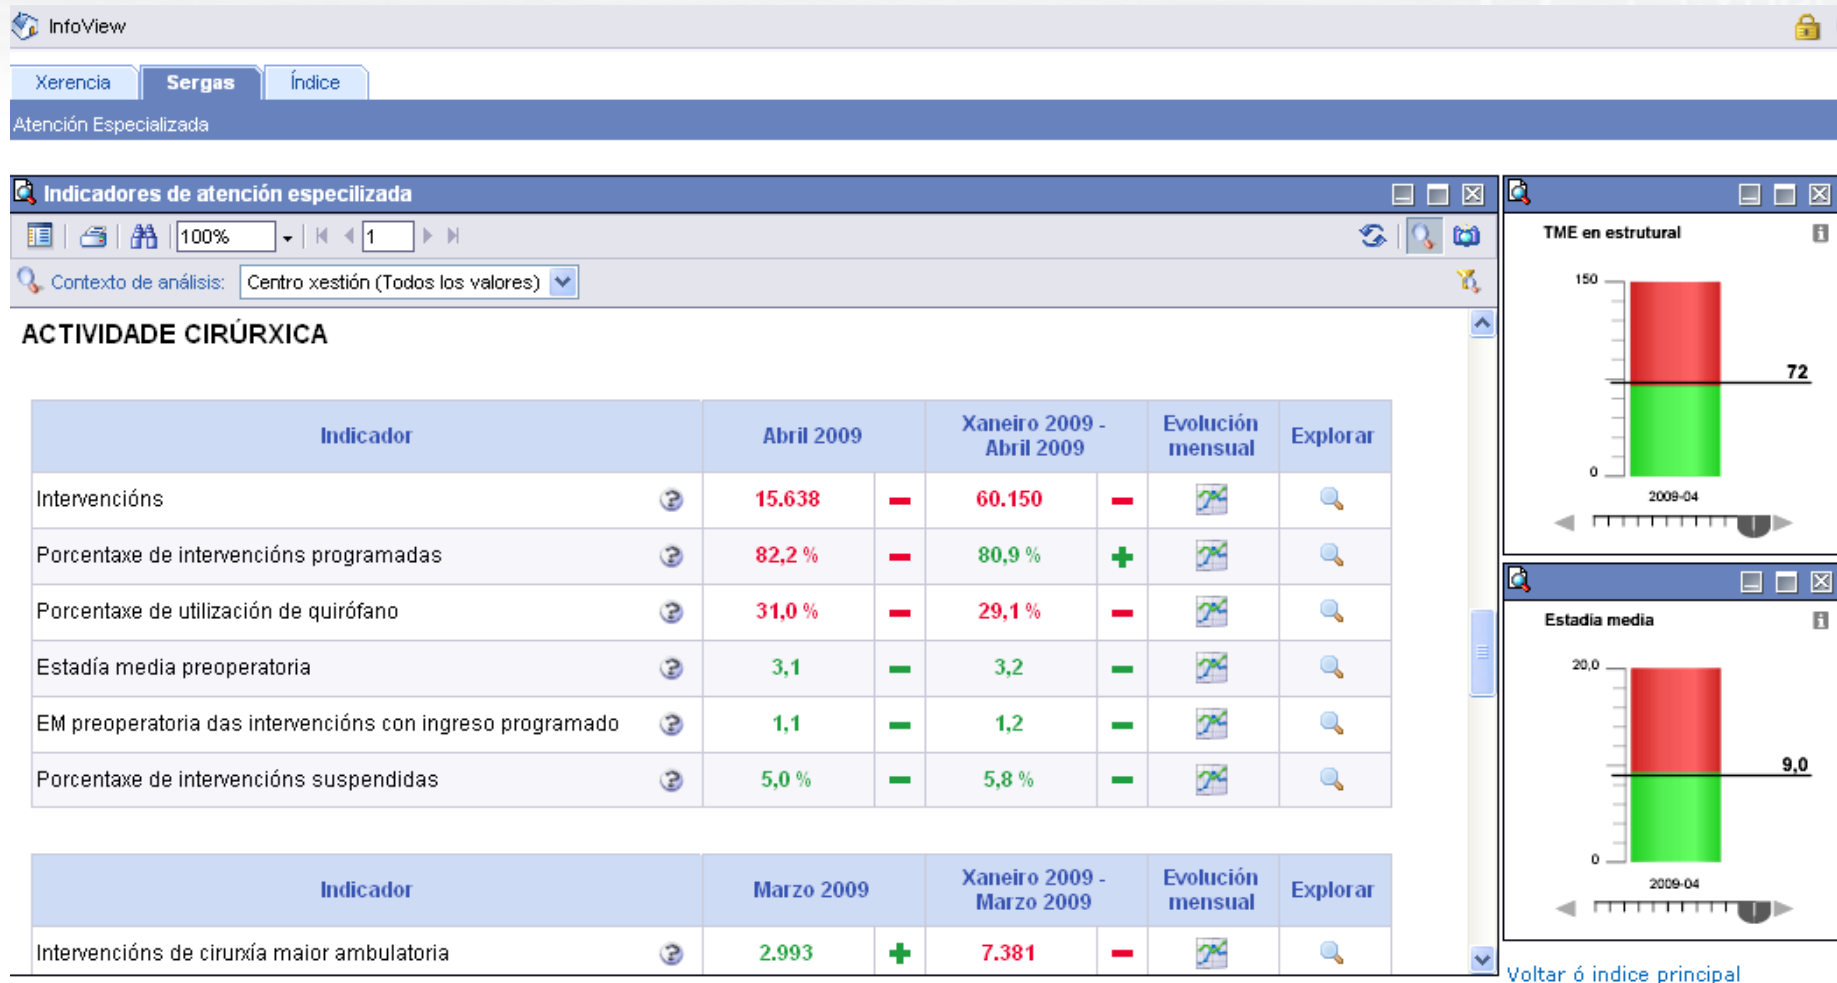 InfoView
Xerencia Sergas Índice
Atención Especializada
Indicadores de atención especilizada
100% 1
Contexto de análisis: Centro xestión (Todos los valores)
ACTIVIDADE CIRÚRXICA
Indicador Abril 2009 Xaneiro 2009 - Abril 2009 Evolución mensual Explorar
Intervencións 15.638 − 60.150 −
Porcentaxe de intervencións programadas 82,2 % − 80,9 % +
Porcentaxe de utilización de quirófano 31,0 % − 29,1 % −
Estadía media preoperatoria 3,1 − 3,2 −
EM preoperatoria das intervencións con ingreso programado 1,1 − 1,2 −
Porcentaxe de intervencións suspendidas 5,0 % − 5,8 % −
Indicador Marzo 2009 Xaneiro 2009 - Marzo 2009 Evolución mensual Explorar
Intervencións de cirurxía maior ambulatoria 2.993 + 7.381 −
TME en estrutural
150
72
0
2009-04
Estadía media
20,0
9,0
0
2009-04
Voltar ó indice principal